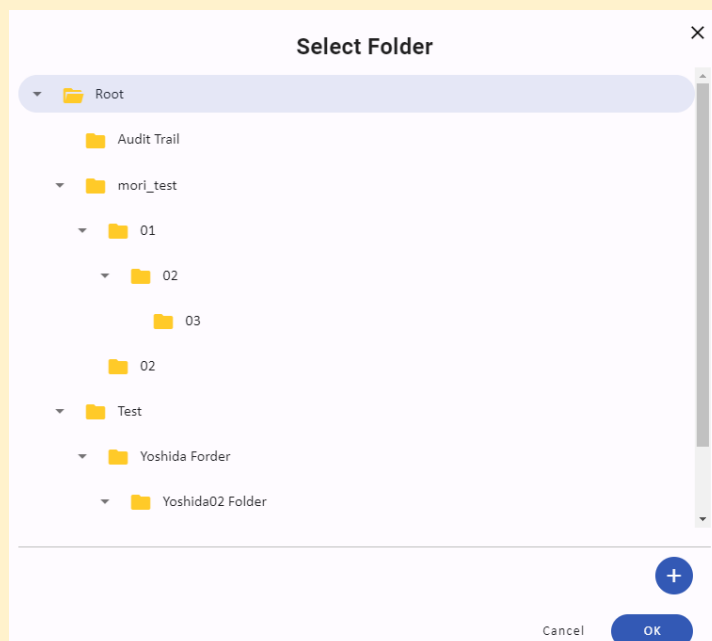 Select Folder
Root
Audit Trail
mori_test
01
02
03
02
Test
Yoshida Forder
Yoshida02 Folder
Cancel OK